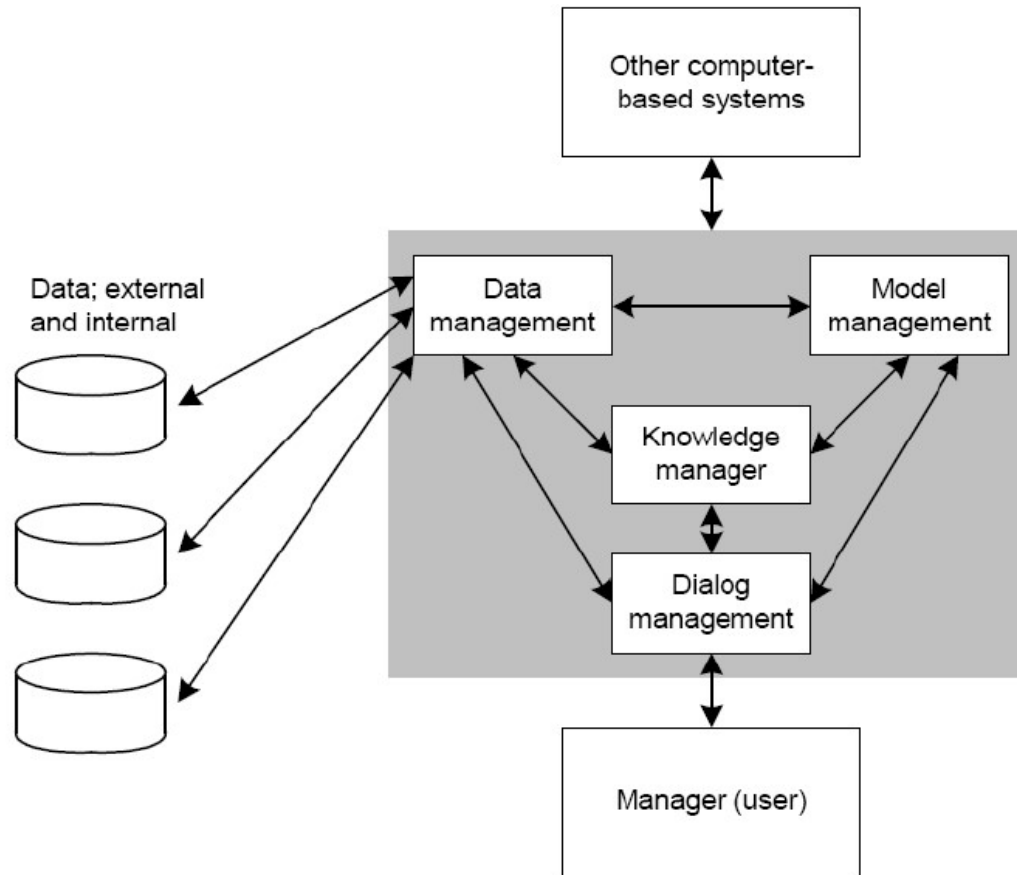 Other computer-
based systems
Data; external
and internal
Data
management
Model
management
Knowledge
manager
Dialog
management
Manager (user)